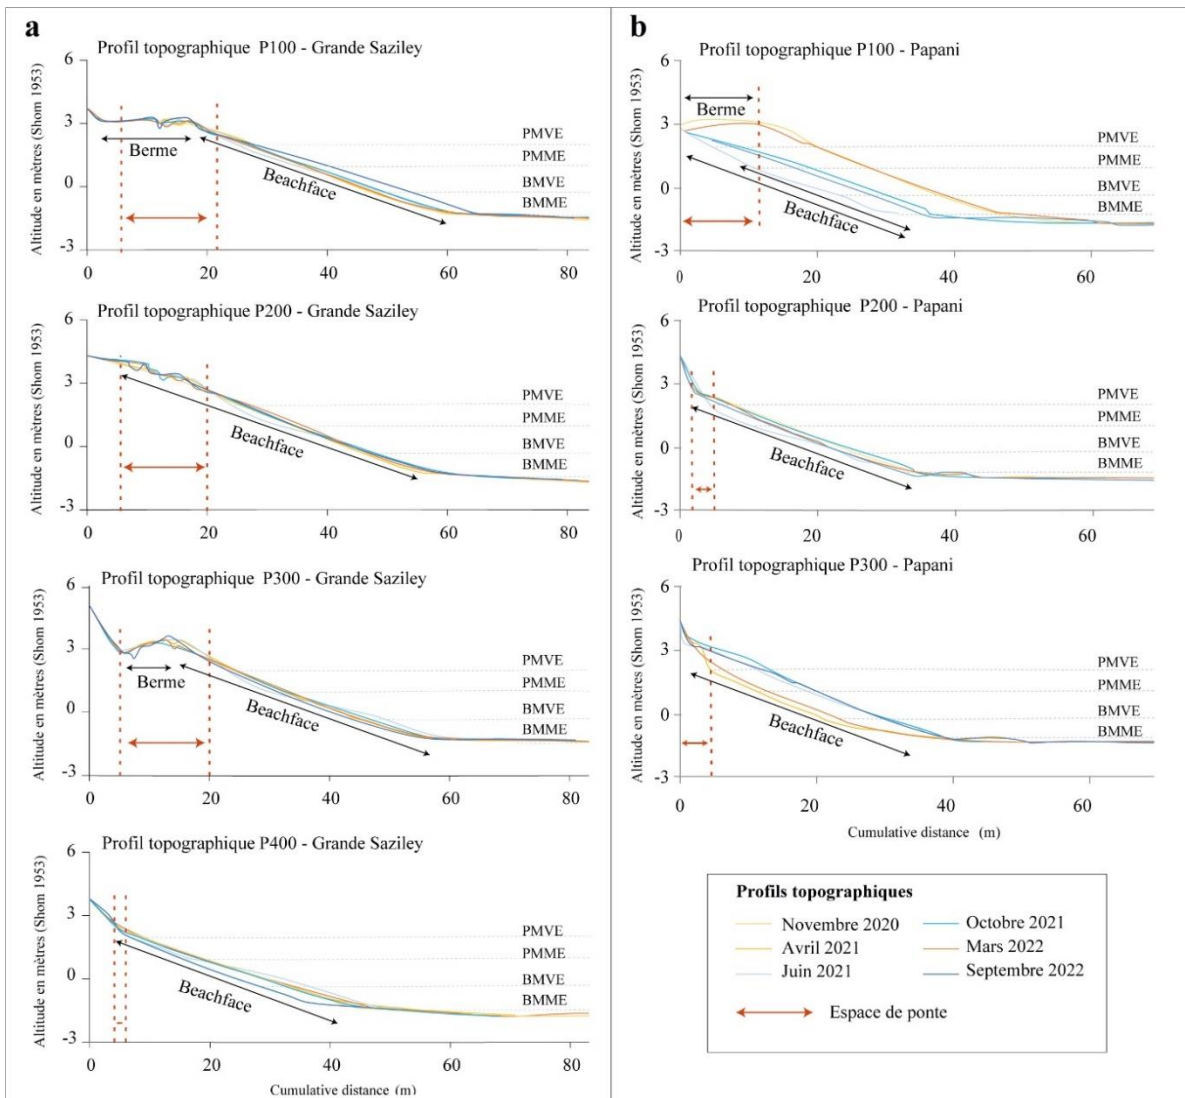 a
Profil topographique P100 - Grande Saziley
Altitude en mètres (Shom 1953)
6
3
0
-3
PMVE
PMME
BMVE
BMME
Berme
Beachface
0 20 40 60 80
Profil topographique P200 - Grande Saziley
Altitude en mètres (Shom 1953)
6
3
0
-3
PMVE
PMME
BMVE
BMME
Beachface
0 20 40 60 80
Profil topographique P300 - Grande Saziley
Altitude en mètres (Shom 1953)
6
3
0
-3
PMVE
PMME
BMVE
BMME
Berme
Beachface
0 20 40 60 80
Profil topographique P400 - Grande Saziley
Altitude en mètres (Shom 1953)
6
3
0
-3
PMVE
PMME
BMVE
BMME
Beachface
0 20 40 60 80
Cumulative distance (m)
b
Profil topographique P100 - Papani
Altitude en mètres (Shom 1953)
6
3
0
-3
Berme
PMVE
PMME
BMVE
BMME
Beachface
0 20 40 60
Profil topographique P200 - Papani
Altitude en mètres (Shom 1953)
6
3
0
-3
PMVE
PMME
BMVE
BMME
Beachface
0 20 40 60
Profil topographique P300 - Papani
Altitude en mètres (Shom 1953)
6
3
0
-3
PMVE
PMME
BMVE
BMME
Beachface
0 20 40 60
Cumulative distance (m)
Profils topographiques
Novembre 2020
Avril 2021
Juin 2021
Octobre 2021
Mars 2022
Septembre 2022
Espace de ponte